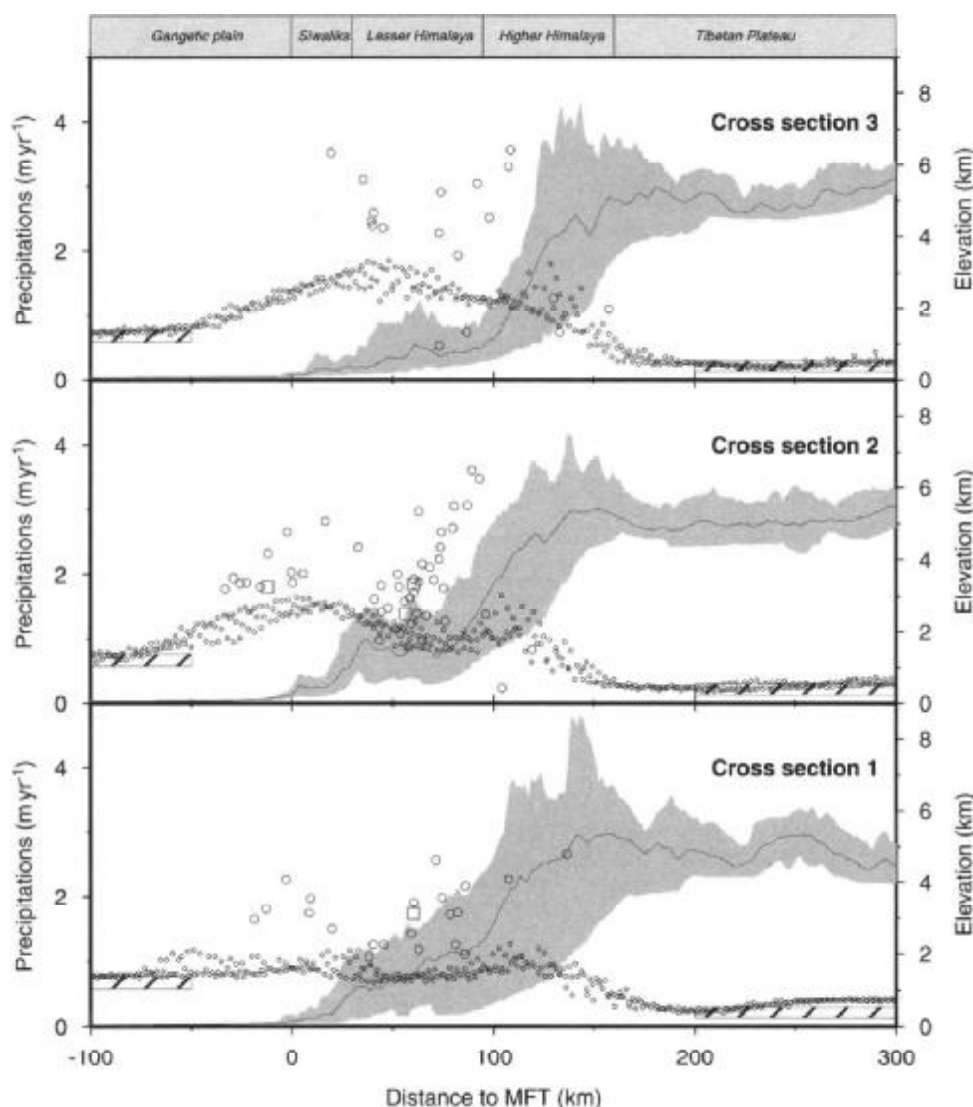 Gangetic plain Siwaliks Lesser Himalaya Higher Himalaya Tibetan Plateau
Cross section 3
Precipitations (m yr⁻¹)
4
2
0
Elevation (km)
8
6
4
2
0
Cross section 2
Precipitations (m yr⁻¹)
4
2
0
Elevation (km)
8
6
4
2
0
Cross section 1
Precipitations (m yr⁻¹)
4
2
0
Elevation (km)
8
6
4
2
0
-100 0 100 200 300
Distance to MFT (km)